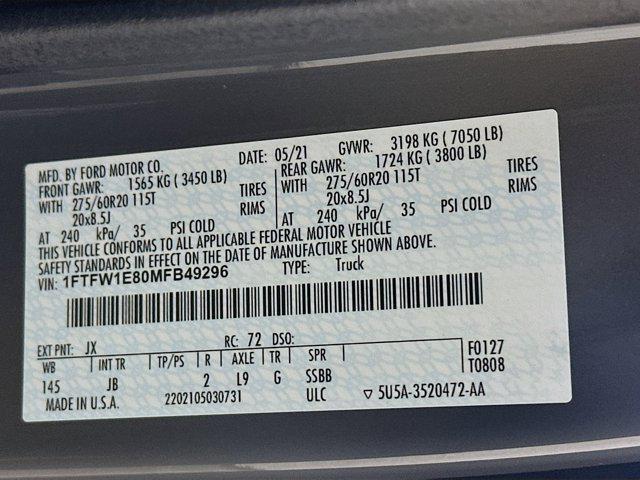 MFD. BY FORD MOTOR CO. DATE: 05/21 GVWR: 3198 KG ( 7050 LB)
FRONT GAWR: 1565 KG ( 3450 LB) REAR GAWR: 1724 KG ( 3800 LB)
WITH 275/60R20 115T TIRES WITH 275/60R20 115T TIRES
20x8.5J RIMS 20x8.5J RIMS
AT 240 kPa/ 35 PSI COLD AT 240 kPa/ 35 PSI COLD
THIS VEHICLE CONFORMS TO ALL APPLICABLE FEDERAL MOTOR VEHICLE
SAFETY STANDARDS IN EFFECT ON THE DATE OF MANUFACTURE SHOWN ABOVE.
VIN: 1FTFW1E80MFB49296 TYPE: Truck
EXT PNT: JX RC: 72 DSO: F0127
WB INT TR TP/PS R AXLE TR SPR T0808
145 JB 2 L9 G SSBB
MADE IN U.S.A. 2202105030731 ULC ▽ 5U5A-3520472-AA